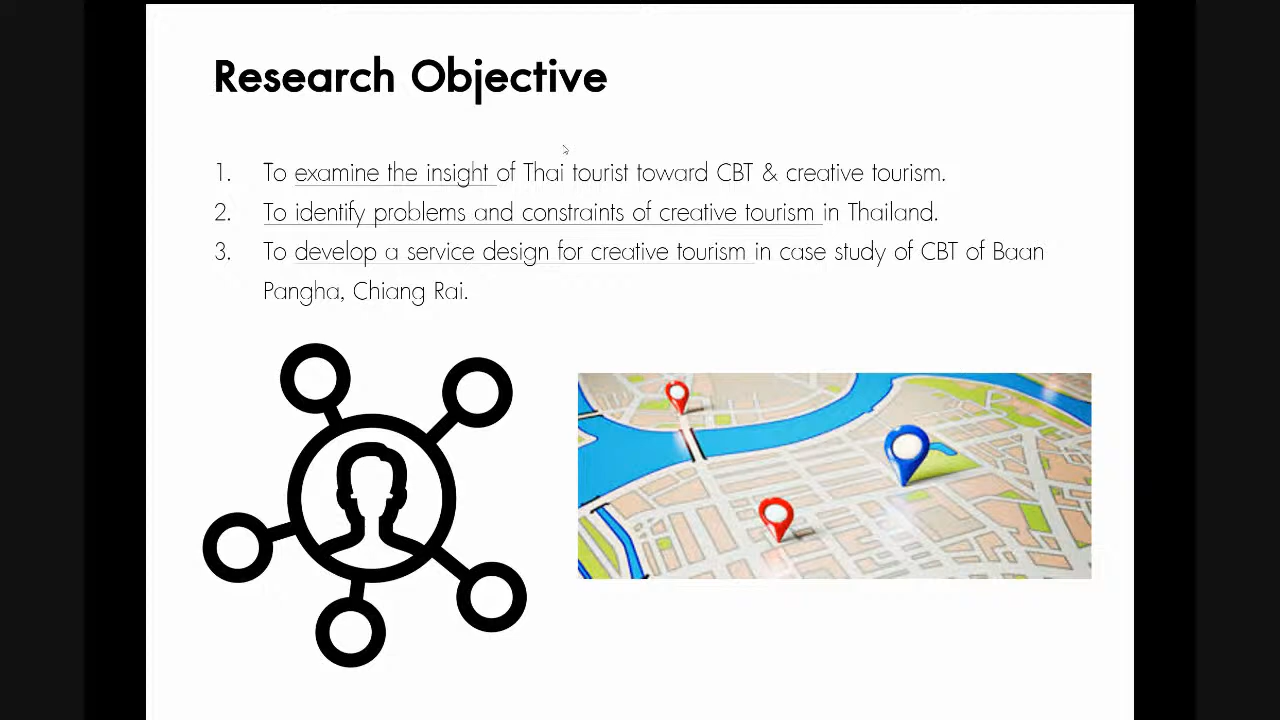 Research Objective
1. To examine the insight of Thai tourist toward CBT & creative tourism.
2. To identify problems and constraints of creative tourism in Thailand.
3. To develop a service design for creative tourism in case study of CBT of Baan
Pangha, Chiang Rai.